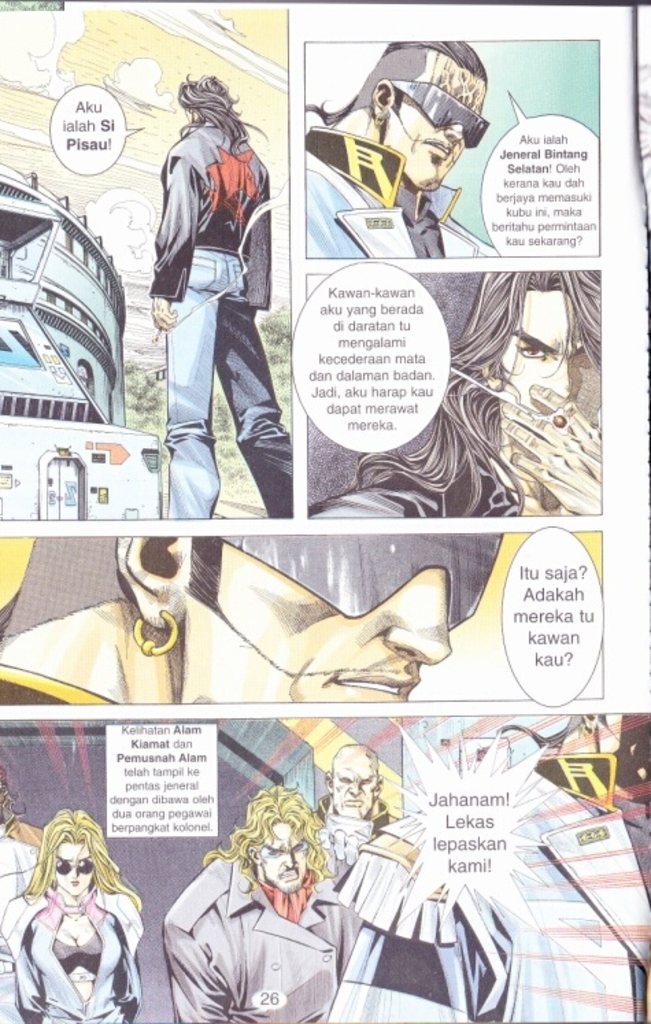 Aku
ialah Si
Pisau!
Aku ialah
Jeneral Bintang
Selatan! Oleh
kerana kau dah
berjaya memasuki
kubu ini, maka
beritahu permintaan
kau sekarang?
Kawan-kawan
aku yang berada
di daratan tu
mengalami
kecederaan mata
dan dalaman badan.
Jadi, aku harap kau
dapat merawat
mereka.
Itu saja?
Adakah
mereka tu
kawan
kau?
Kelihatan Alam
Kiamat dan
Pemusnah Alam
telah tampil ke
pentas jeneral
dengan dibawa oleh
dua orang pegawai
berpangkat kolonel.
Jahanam!
Lekas
lepaskan
kami!
26